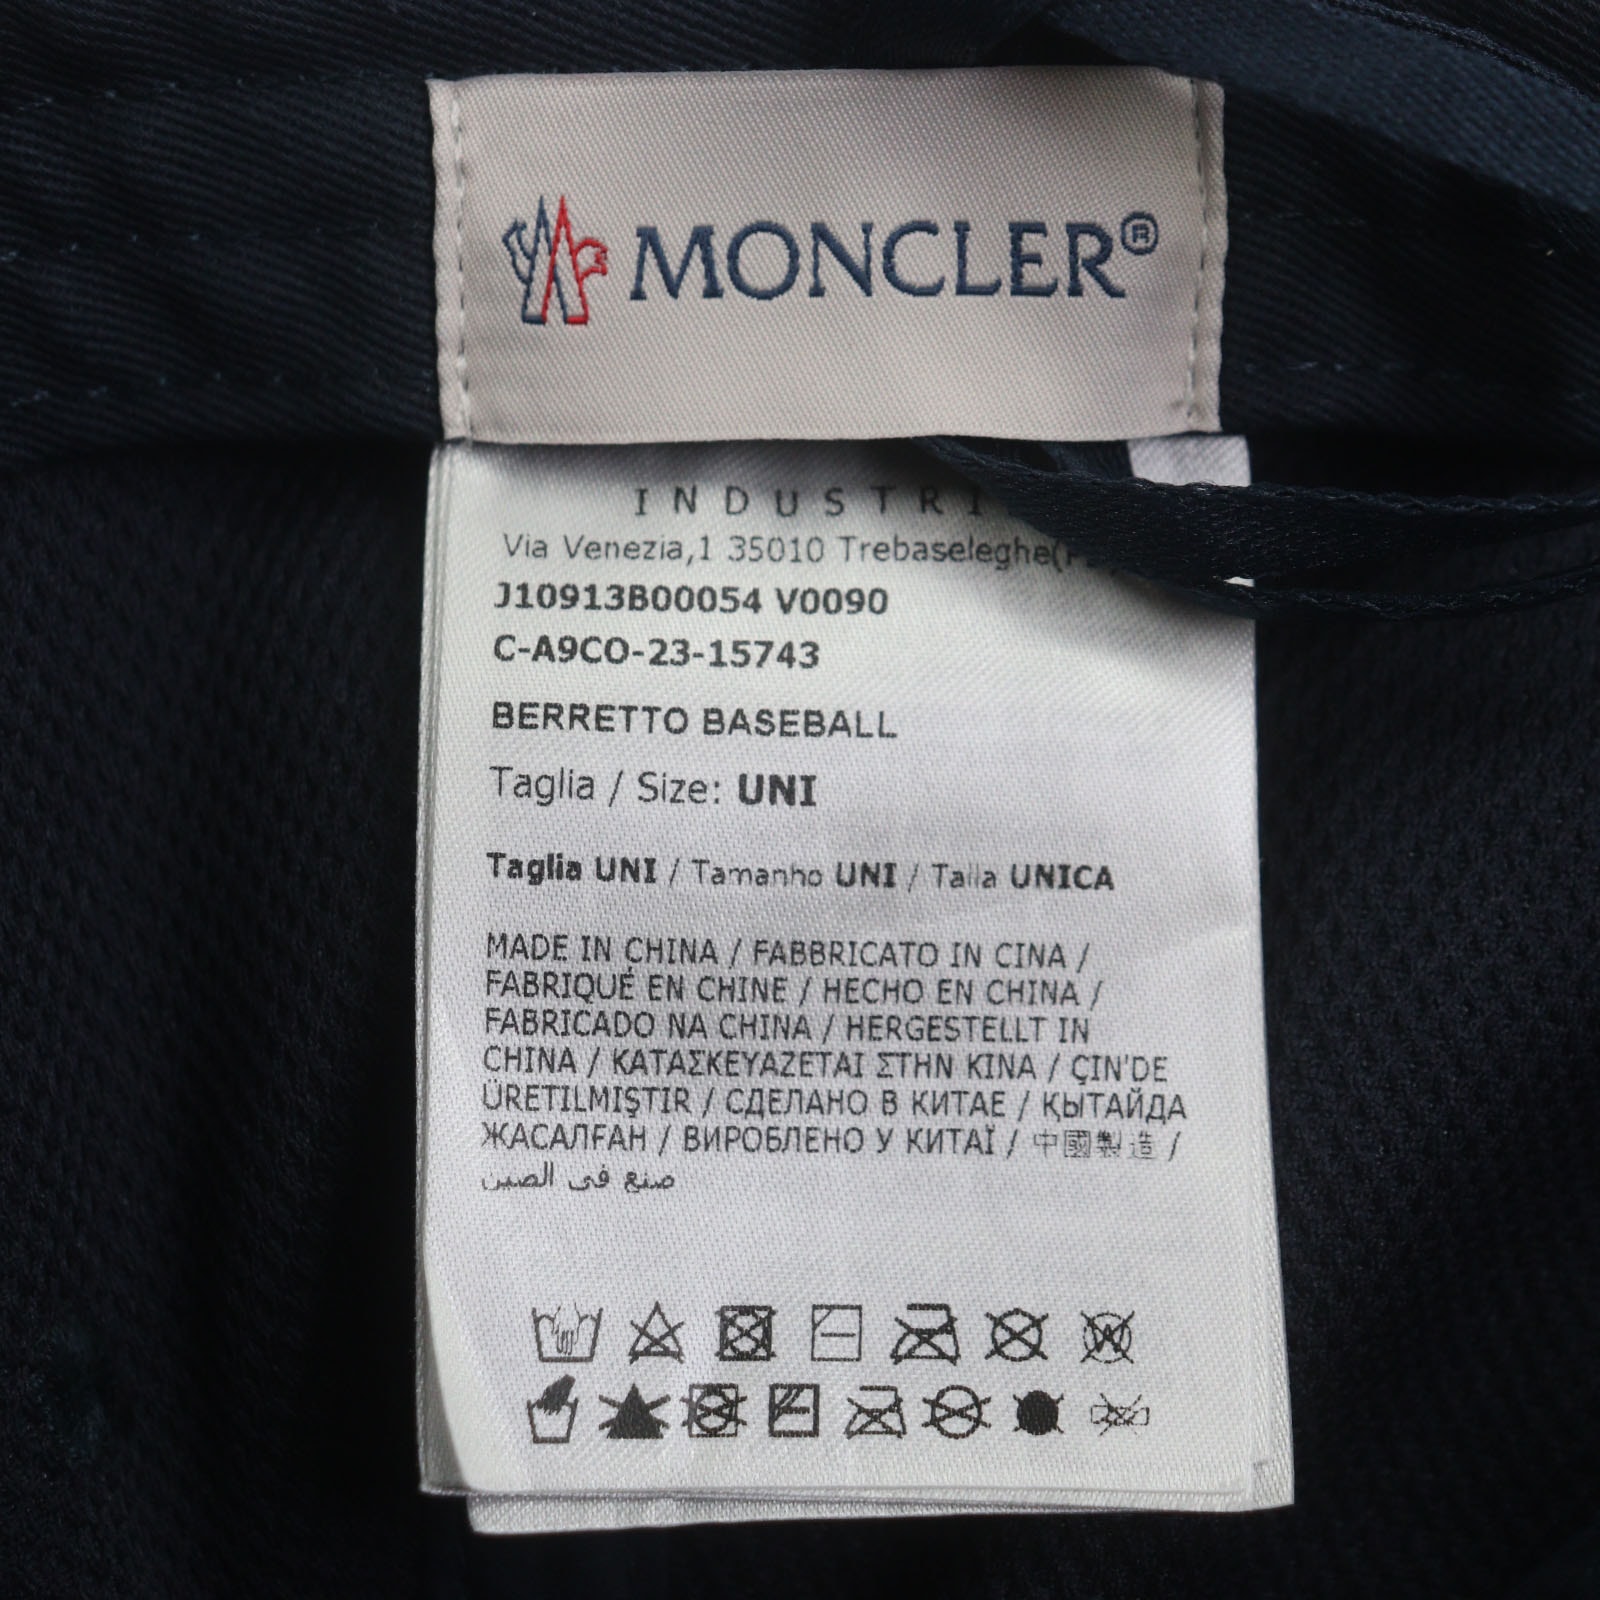 MONCLER®
INDUSTRI
Via Venezia,1 35010 Trebaseleghe
J10913B00054 V0090
C-A9CO-23-15743
BERRETTO BASEBALL
Taglia / Size: UNI
Taglia UNI / Tamanho UNI / Talla UNICA
MADE IN CHINA / FABBRICATO IN CINA /
FABRIQUÉ EN CHINE / HECHO EN CHINA /
FABRICADO NA CHINA / HERGESTELLT IN
CHINA / ΚΑΤΑΣΚΕΥΑΖΕΤΑΙ ΣΤΗΝ ΚΙΝΑ / ÇIN'DE
ÜRETILMIŞTIR / СДЕЛАНО В КИТАЕ / ҚЫТАЙДА
ЖАСАЛҒАН / ВИРОБЛЕНО У КИТАЇ / 中國製造 /
صنع فى الصين
W